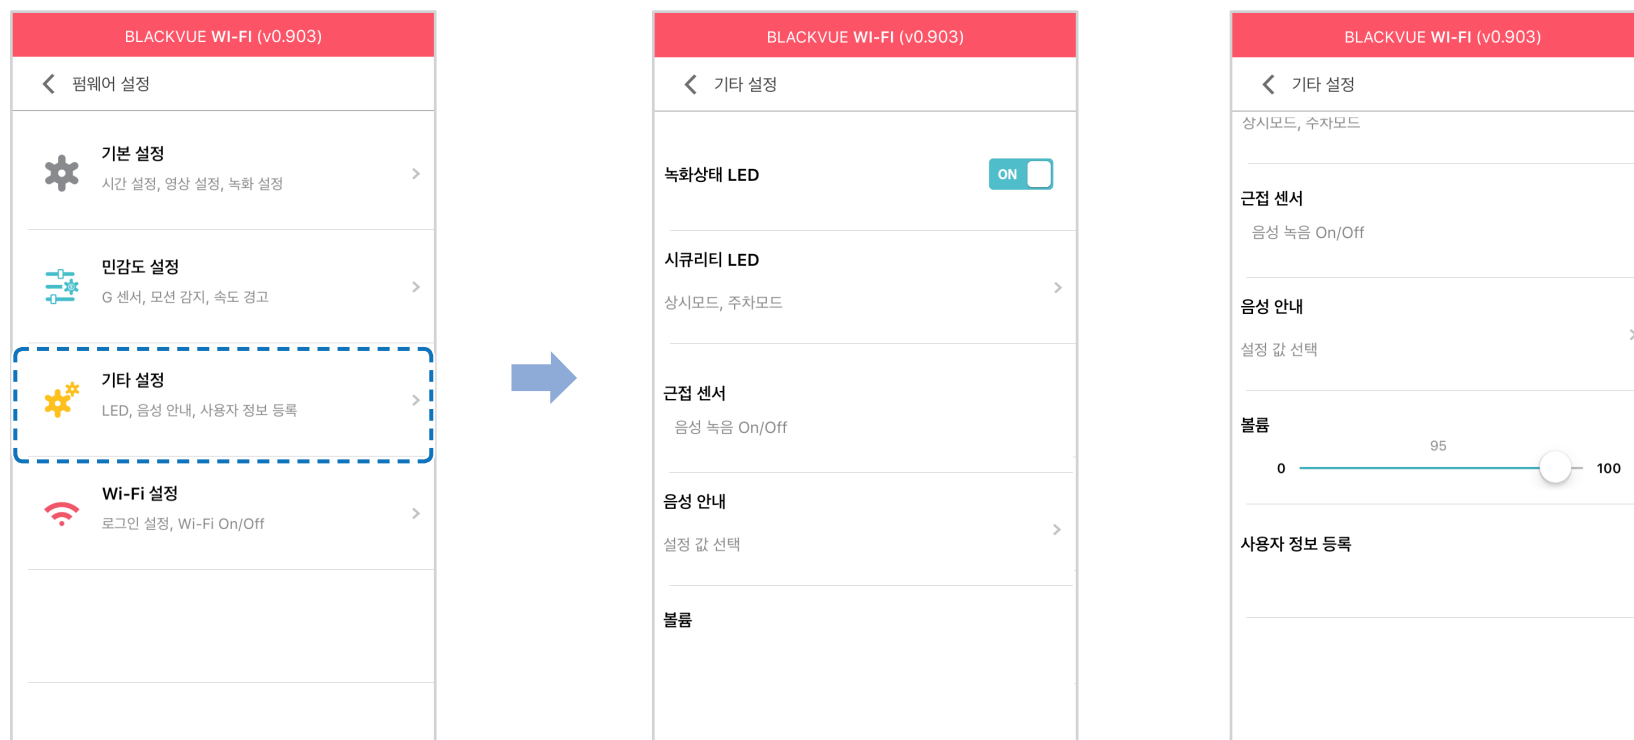 BLACKVUE WI-FI (v0.903)
펌웨어 설정
기본 설정
시간 설정, 영상 설정, 녹화 설정
민감도 설정
G 센서, 모션 감지, 속도 경고
기타 설정
LED, 음성 안내, 사용자 정보 등록
Wi-Fi 설정
로그인 설정, Wi-Fi On/Off
BLACKVUE WI-FI (v0.903)
기타 설정
녹화상태 LED
ON
시큐리티 LED
상시모드, 주차모드
근접 센서
음성 녹음 On/Off
음성 안내
설정 값 선택
볼륨
BLACKVUE WI-FI (v0.903)
기타 설정
상시모드, 주차모드
근접 센서
음성 녹음 On/Off
음성 안내
설정 값 선택
볼륨
95
0 100
사용자 정보 등록